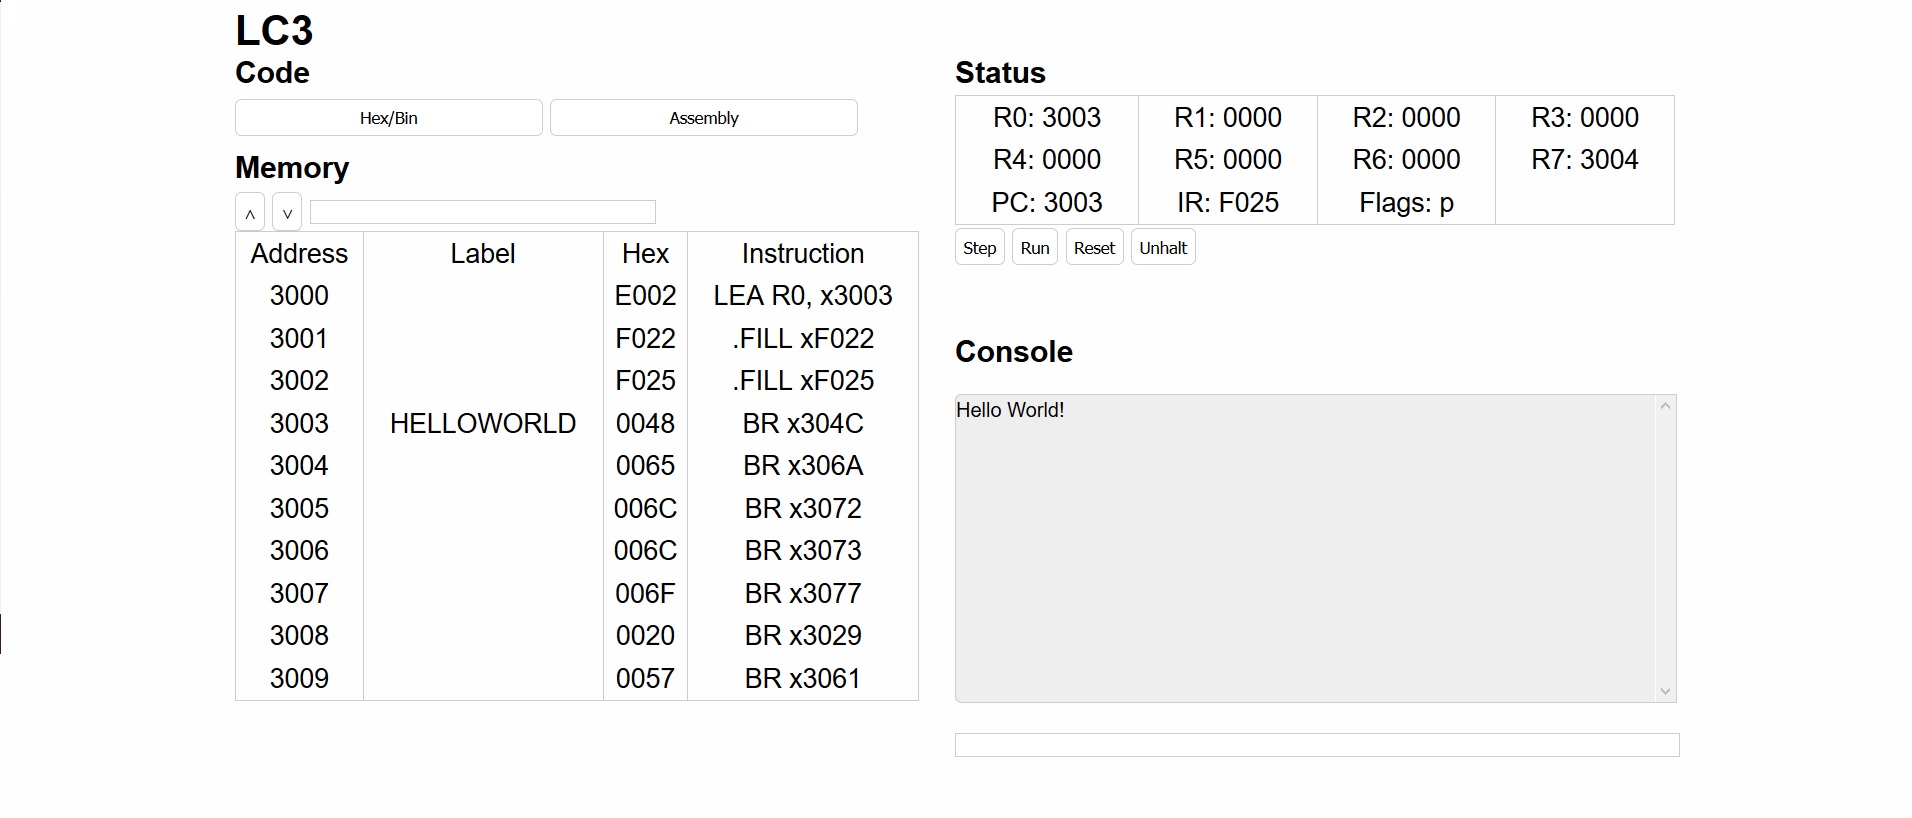 LC3
Code
Hex/Bin Assembly
Memory
˄ ˅
Address Label Hex Instruction
3000 E002 LEA R0, x3003
3001 F022 .FILL xF022
3002 F025 .FILL xF025
3003 HELLOWORLD 0048 BR x304C
3004 0065 BR x306A
3005 006C BR x3072
3006 006C BR x3073
3007 006F BR x3077
3008 0020 BR x3029
3009 0057 BR x3061
Status
R0: 3003 R1: 0000 R2: 0000 R3: 0000
R4: 0000 R5: 0000 R6: 0000 R7: 3004
PC: 3003 IR: F025 Flags: p
Step Run Reset Unhalt
Console
Hello World!